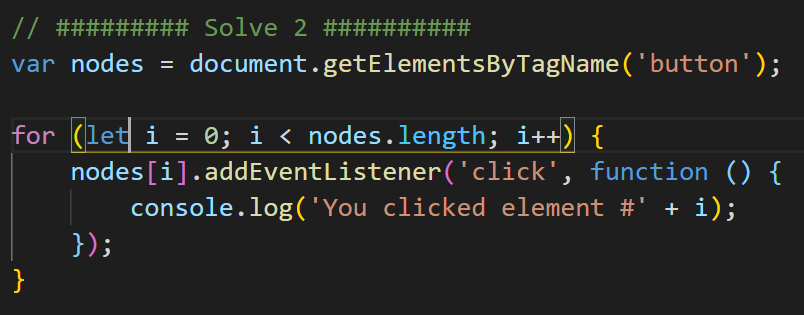 // ######### Solve 2 ##########
var nodes = document.getElementsByTagName('button');
for (let i = 0; i < nodes.length; i++) {
nodes[i].addEventListener('click', function () {
console.log('You clicked element #' + i);
});
}